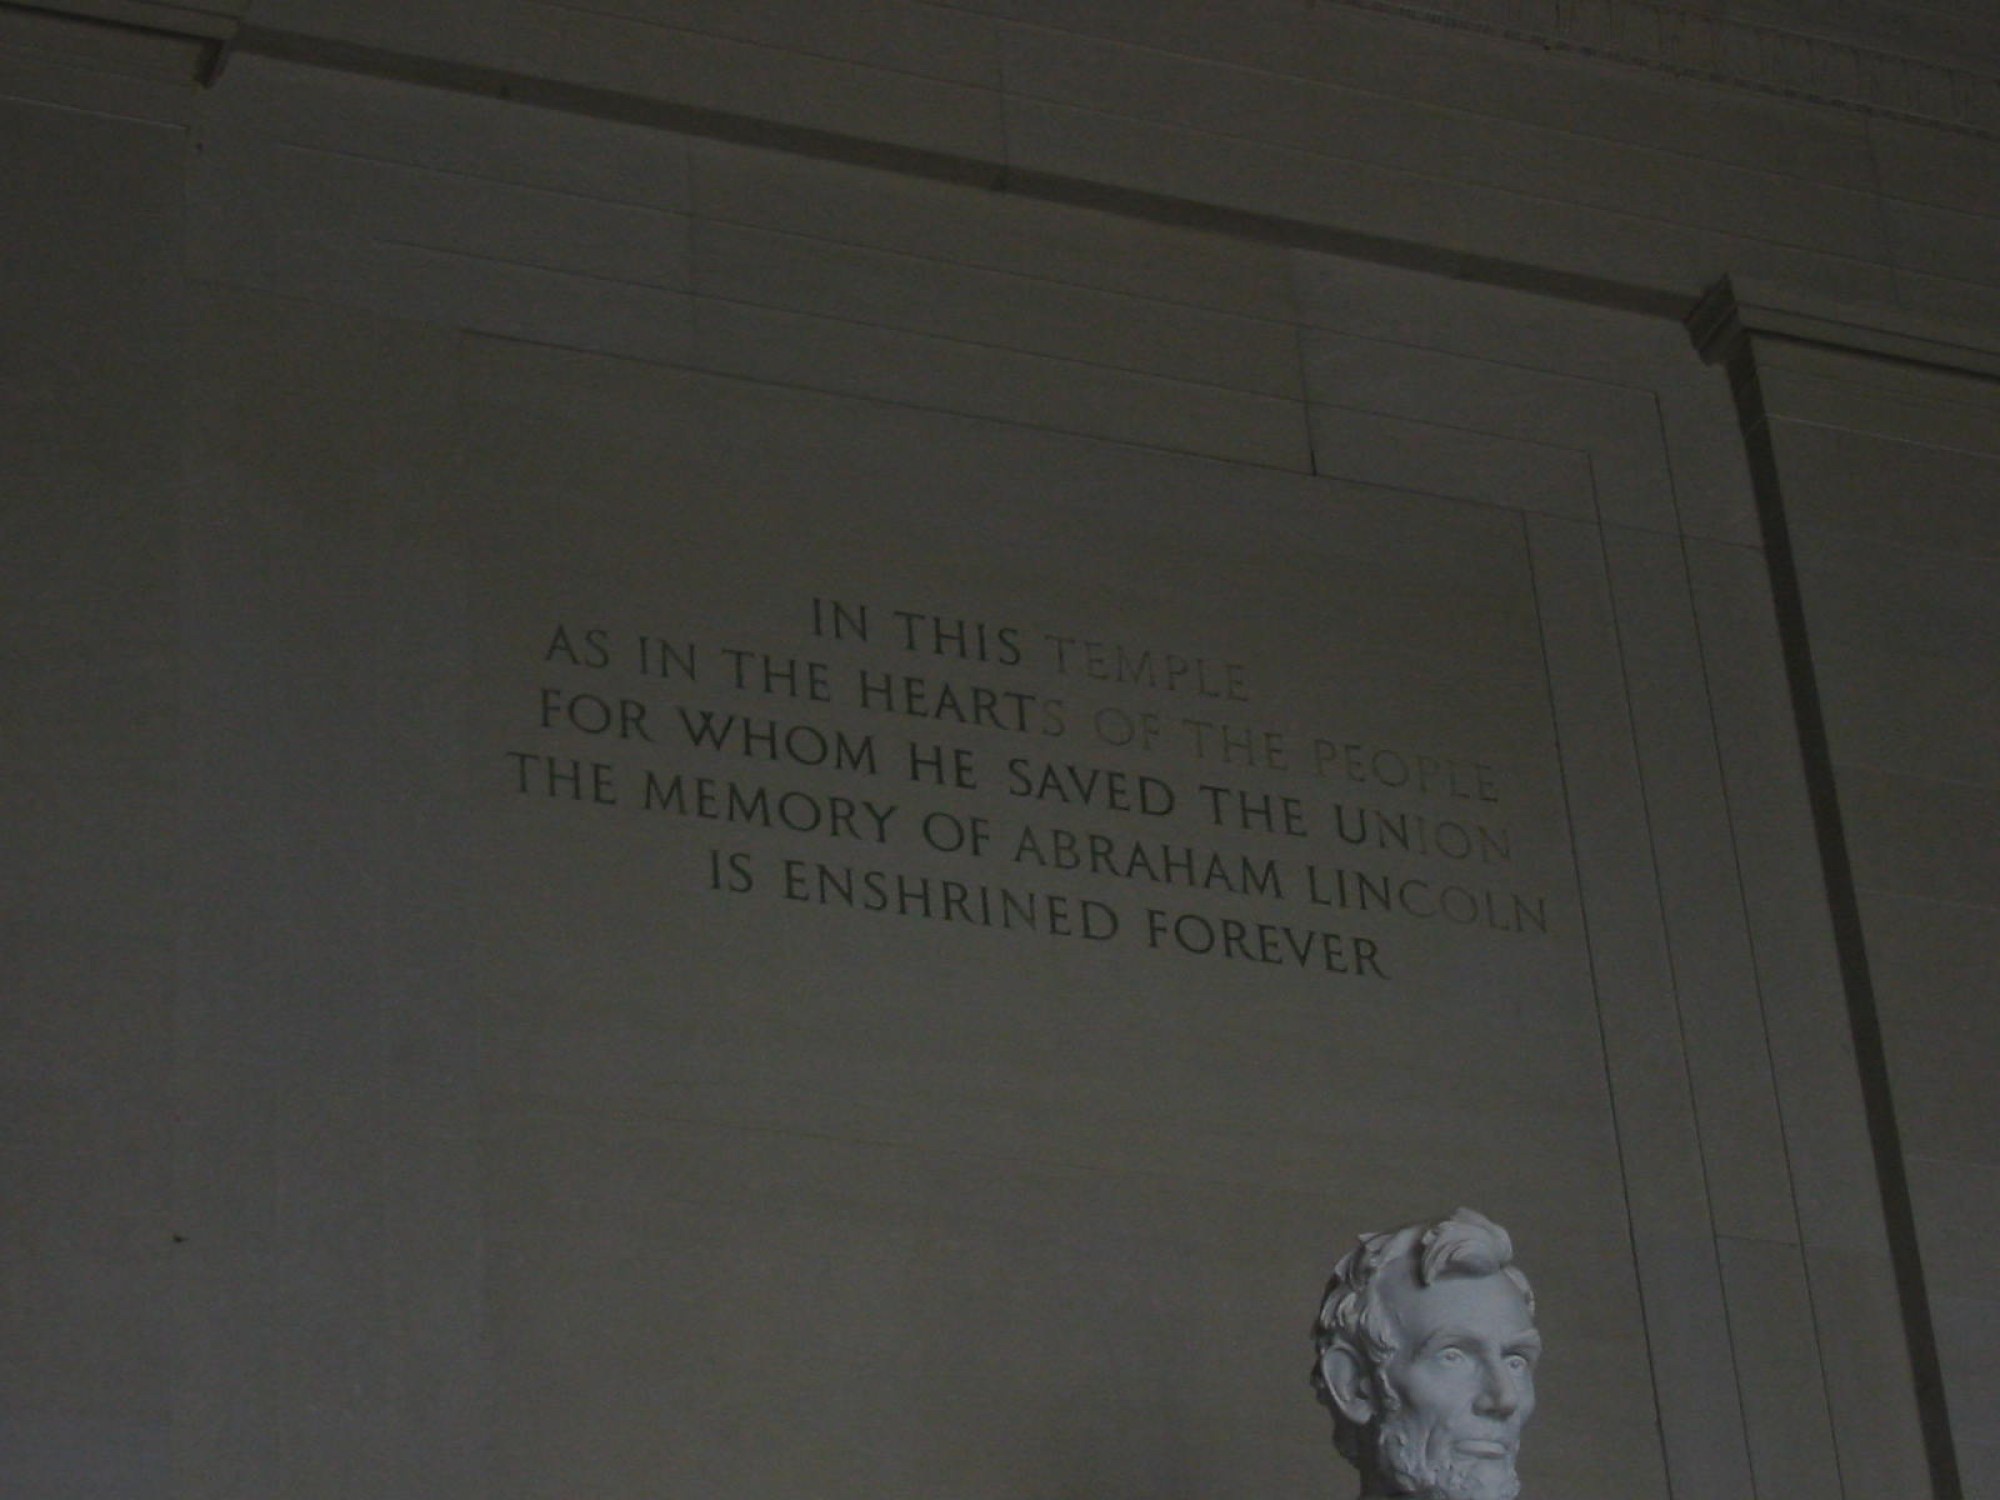 IN THIS TEMPLE
AS IN THE HEARTS OF THE PEOPLE
FOR WHOM HE SAVED THE UNION
THE MEMORY OF ABRAHAM LINCOLN
IS ENSHRINED FOREVER